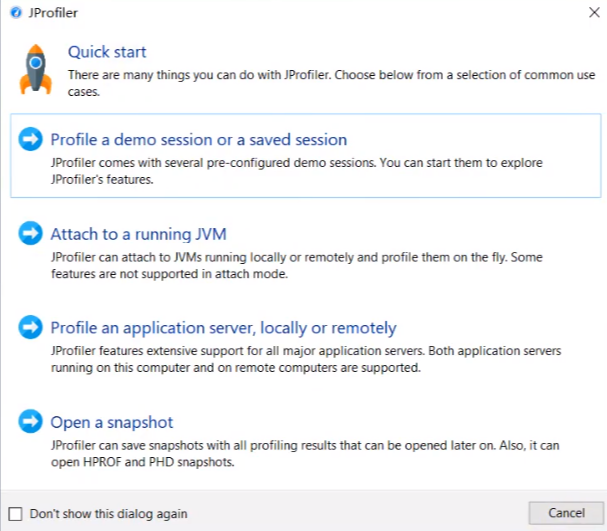 JProfiler
Quick start
There are many things you can do with JProfiler. Choose below from a selection of common use
cases.
Profile a demo session or a saved session
JProfiler comes with several pre-configured demo sessions. You can start them to explore
JProfiler's features.
Attach to a running JVM
JProfiler can attach to JVMs running locally or remotely and profile them on the fly. Some
features are not supported in attach mode.
Profile an application server, locally or remotely
JProfiler features extensive support for all major application servers. Both application servers
running on this computer and on remote computers are supported.
Open a snapshot
JProfiler can save snapshots with all profiling results that can be opened later on. Also, it can
open HPROF and PHD snapshots.
Don't show this dialog again
Cancel